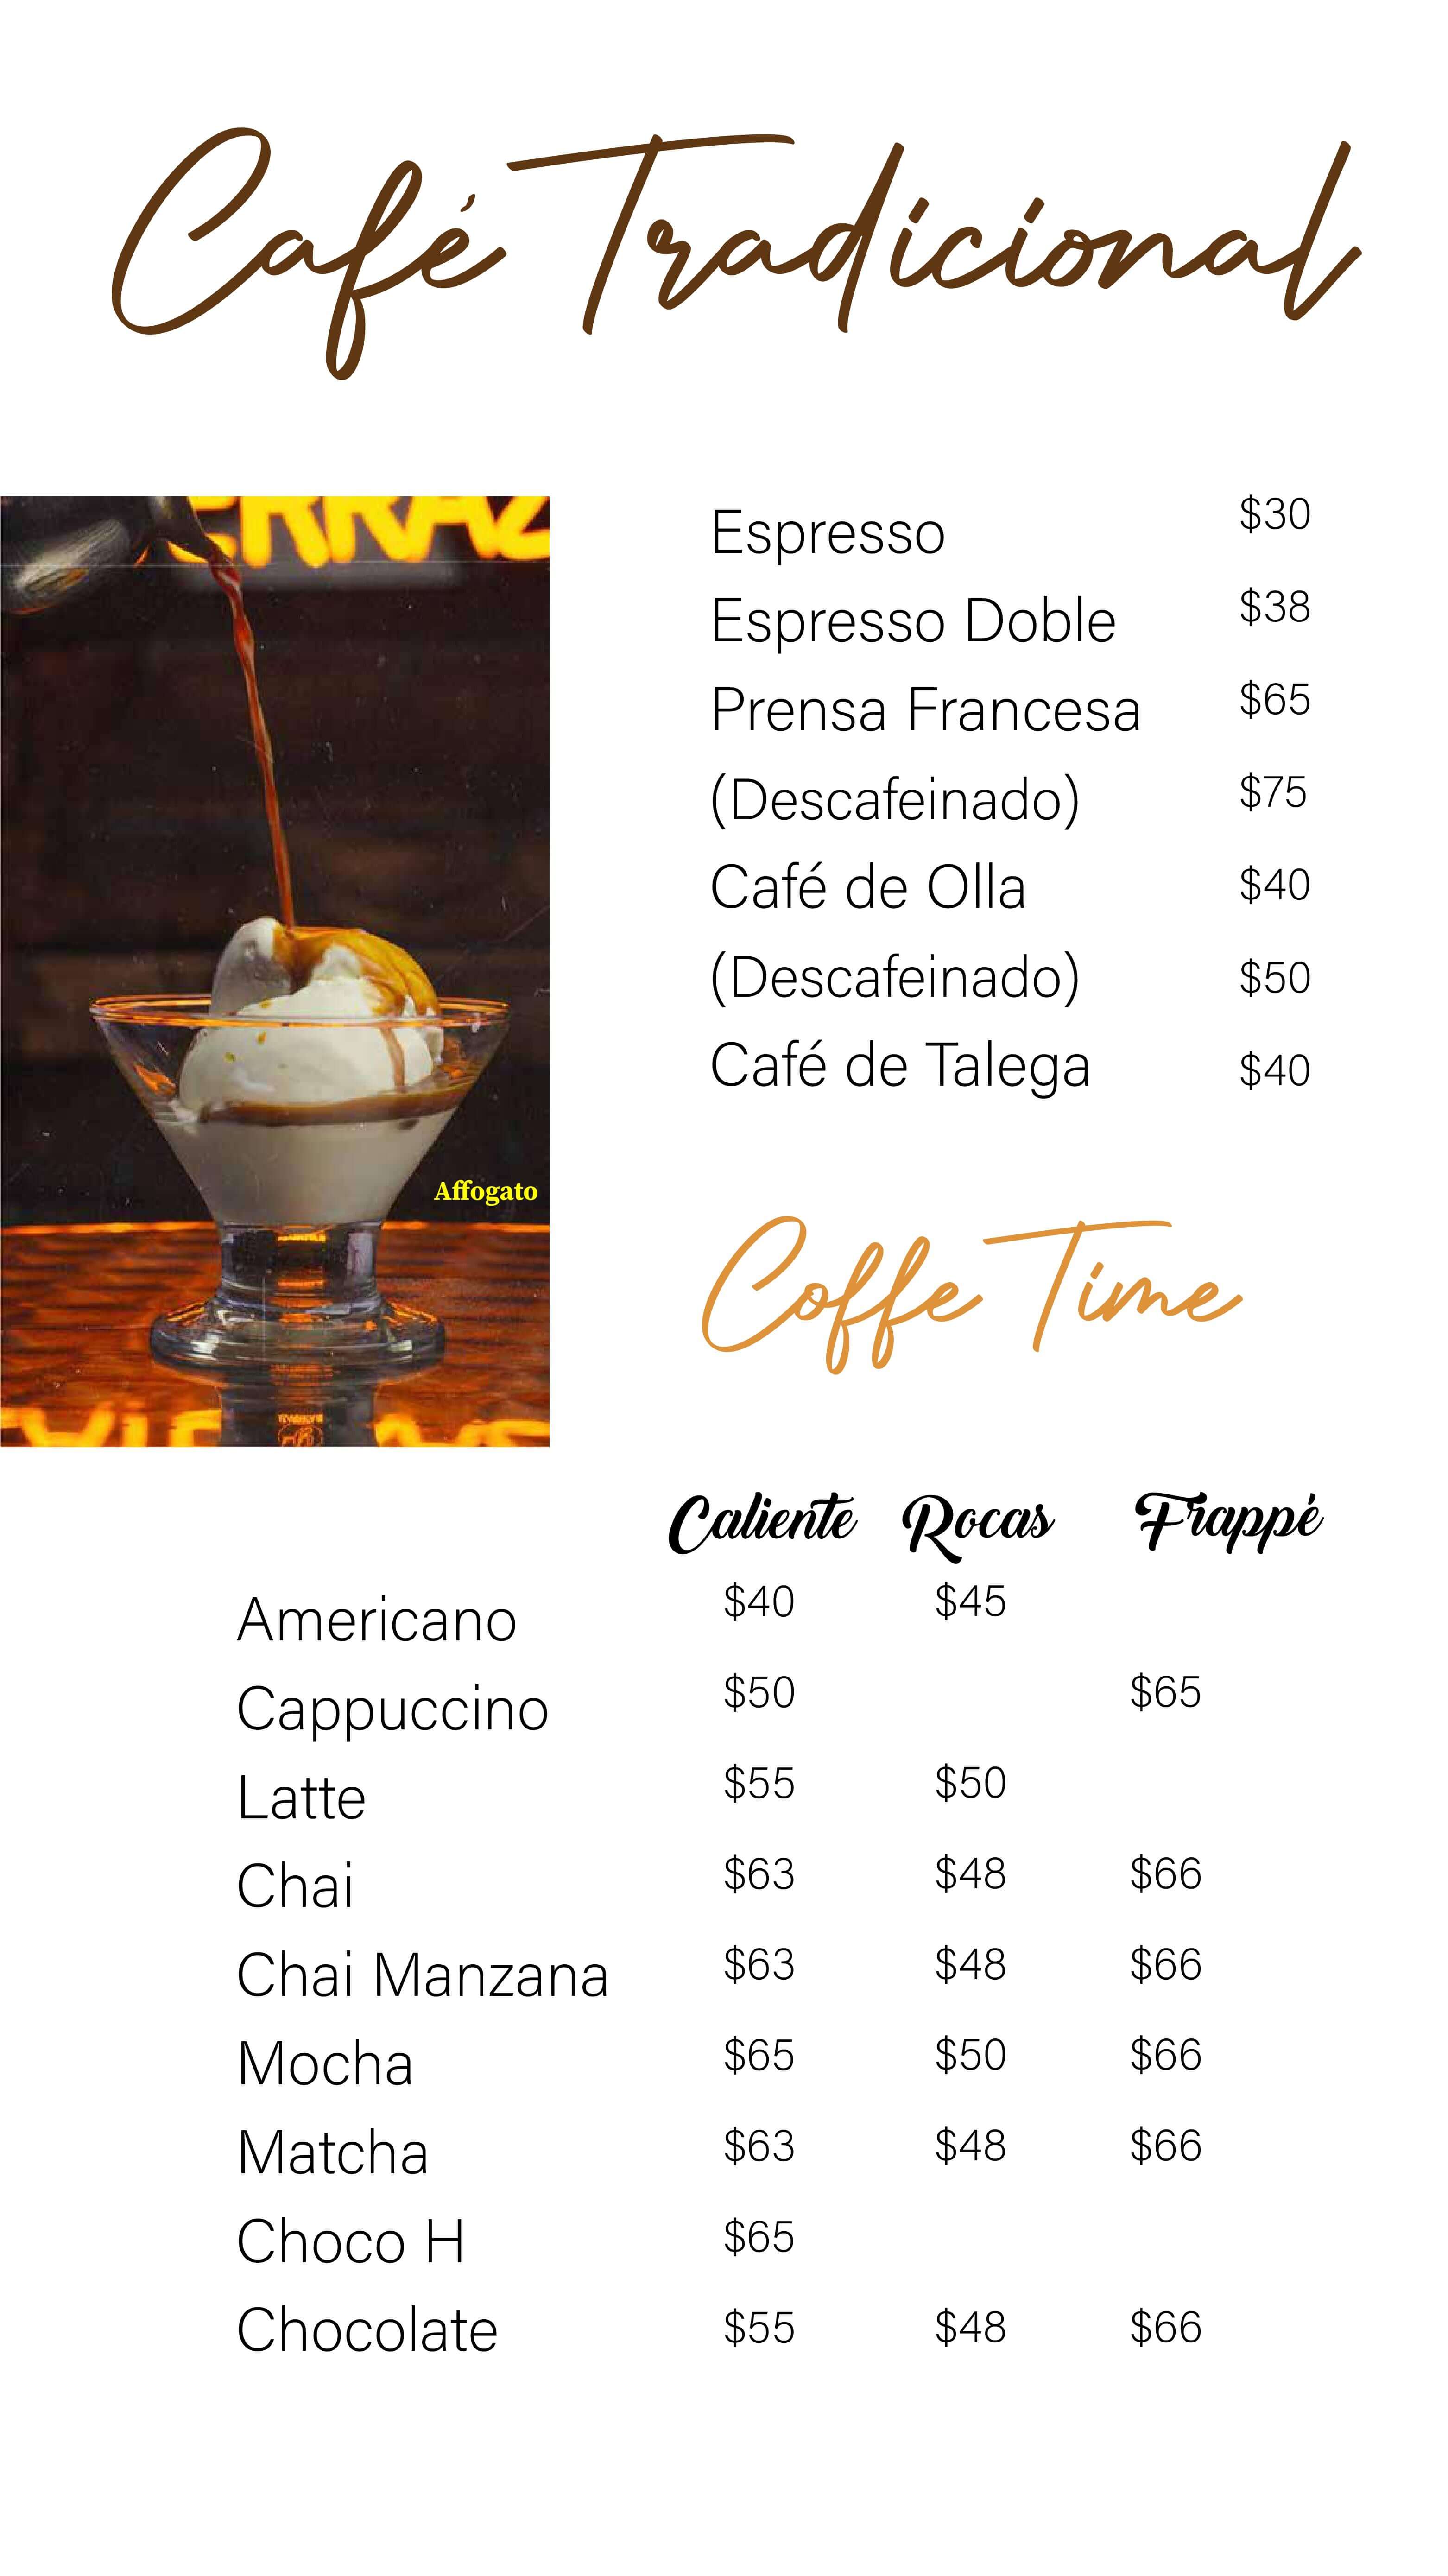 Café Tradicional
Espresso $30
Espresso Doble $38
Prensa Francesa $65
(Descafeinado) $75
Café de Olla $40
(Descafeinado) $50
Café de Talega $40
Affogato
Coffe Time
Caliente Rocas Frappé
Americano $40 $45
Cappuccino $50 $65
Latte $55 $50
Chai $63 $48 $66
Chai Manzana $63 $48 $66
Mocha $65 $50 $66
Matcha $63 $48 $66
Choco H $65
Chocolate $55 $48 $66